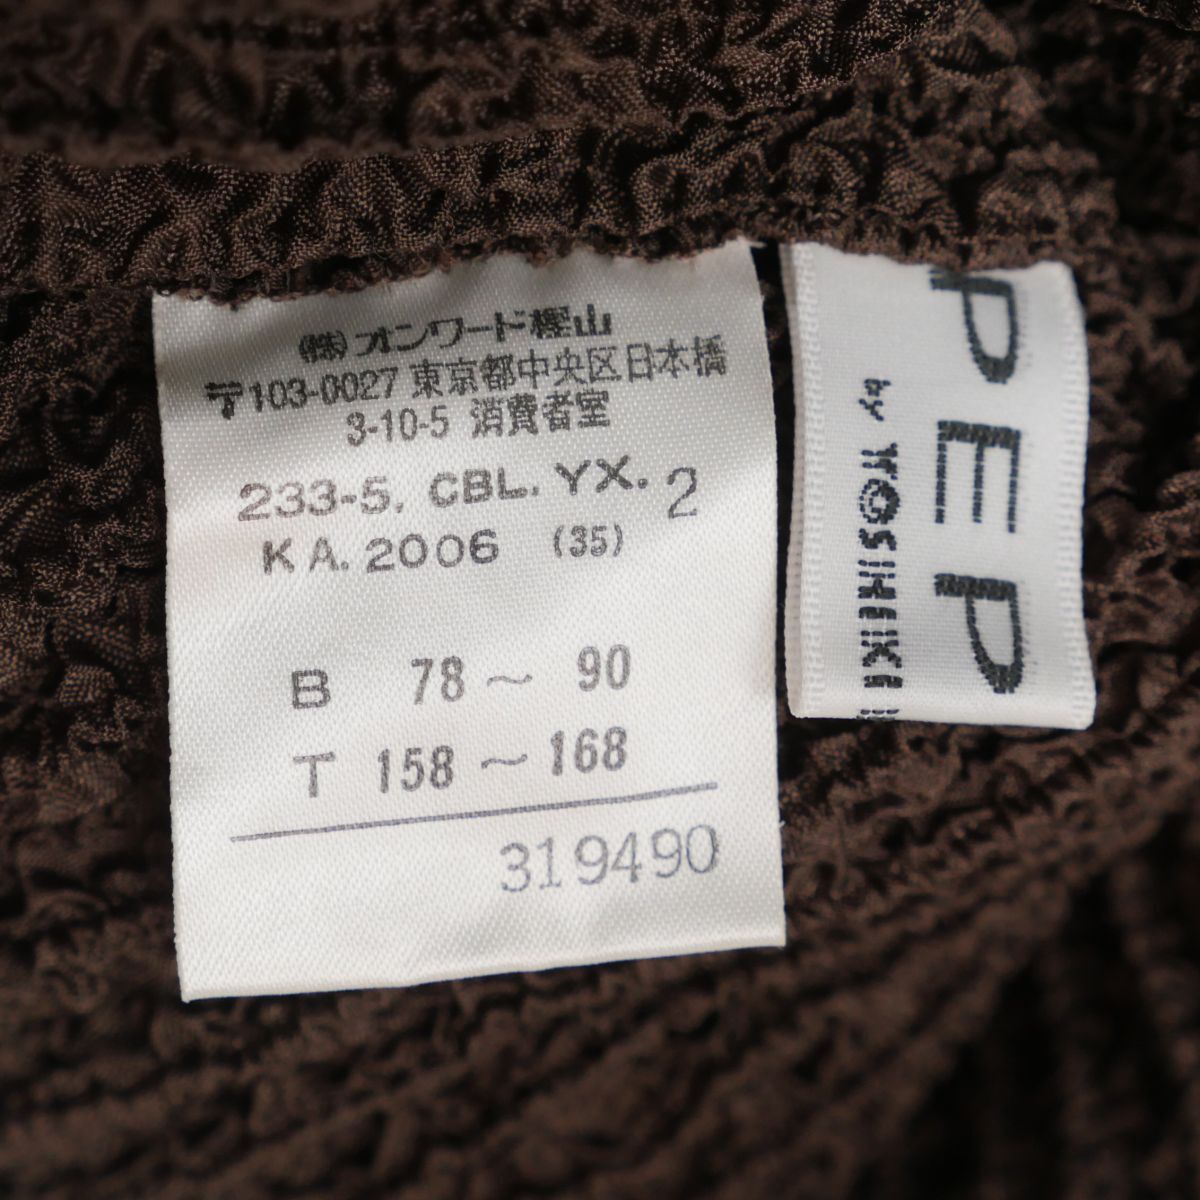 (株)オンワード樫山
〒103-0027 東京都中央区日本橋
3-10-5 消費者室
233-5. CBL. YX. 2
KA. 2006 (35)
B 78～90
T 158～168
319490
PEP
by TOSHIKI